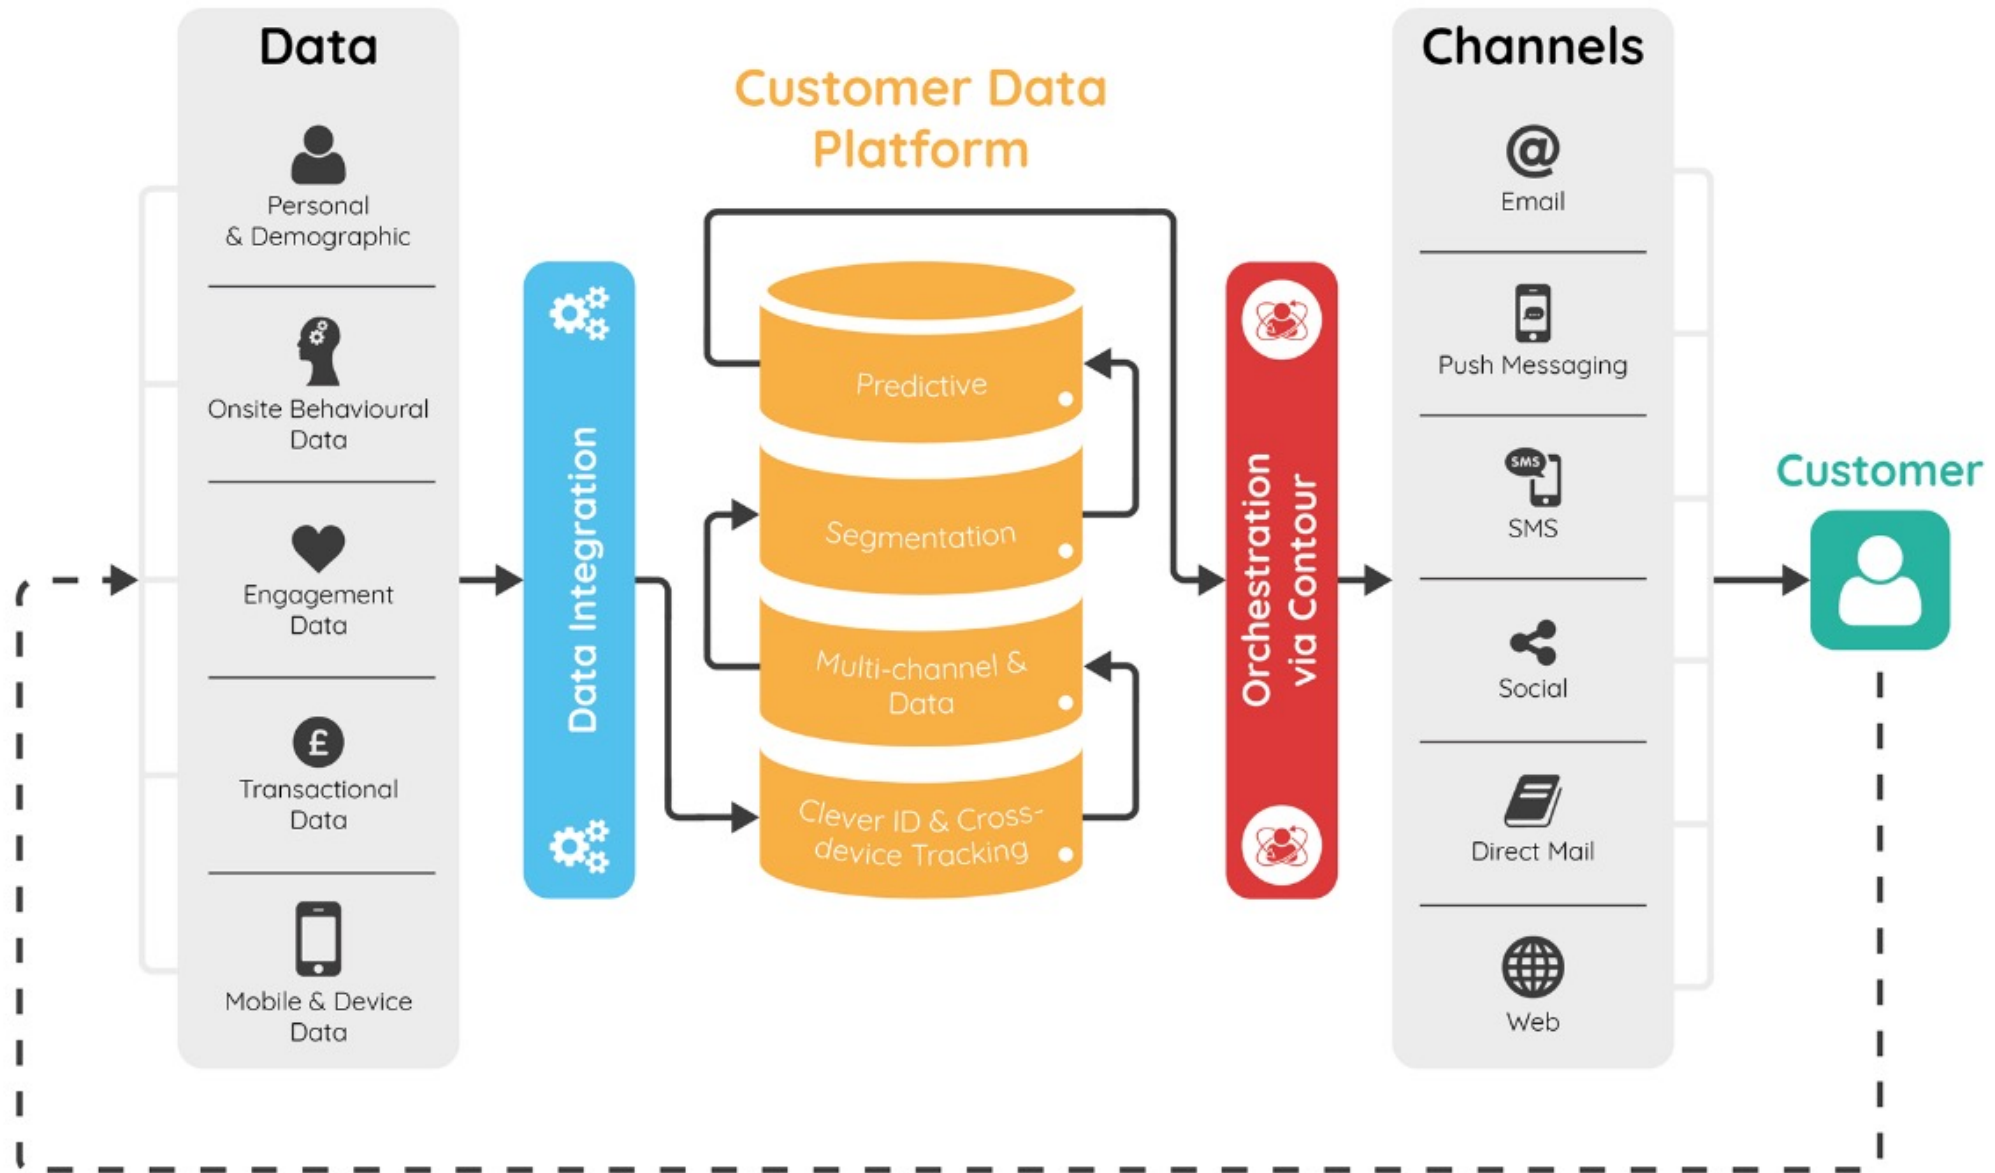 Data
Personal
& Demographic
Onsite Behavioural
Data
Engagement
Data
£
Transactional
Data
Mobile & Device
Data
Data Integration
Customer Data
Platform
Predictive
Segmentation
Multi-channel &
Data
Clever ID & Cross-
device Tracking
Orchestration
via Contour
Channels
@
Email
Push Messaging
SMS
SMS
Social
Direct Mail
Web
Customer